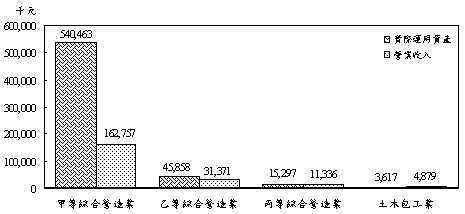 千元
600,000
500,000
400,000
300,000
200,000
100,000
0
540,463
162,757
45,858
31,371
15,297
11,336
3,617
4,879
實際運用資產
營業收入
甲等綜合營造業
乙等綜合營造業
丙等綜合營造業
土木包工業